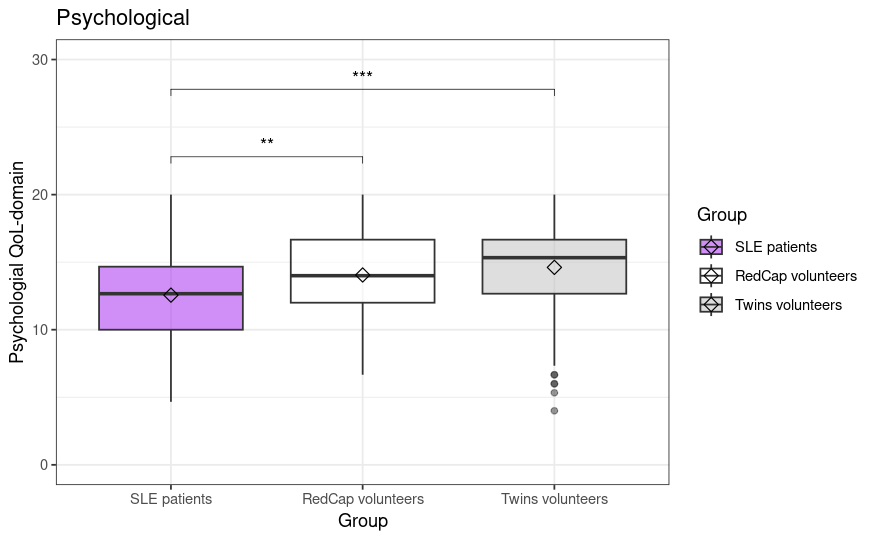 Psychological
30
***
**
20
10
0
Psychologial QoL-domain
SLE patients
RedCap volunteers
Twins volunteers
Group
Group
SLE patients
RedCap volunteers
Twins volunteers